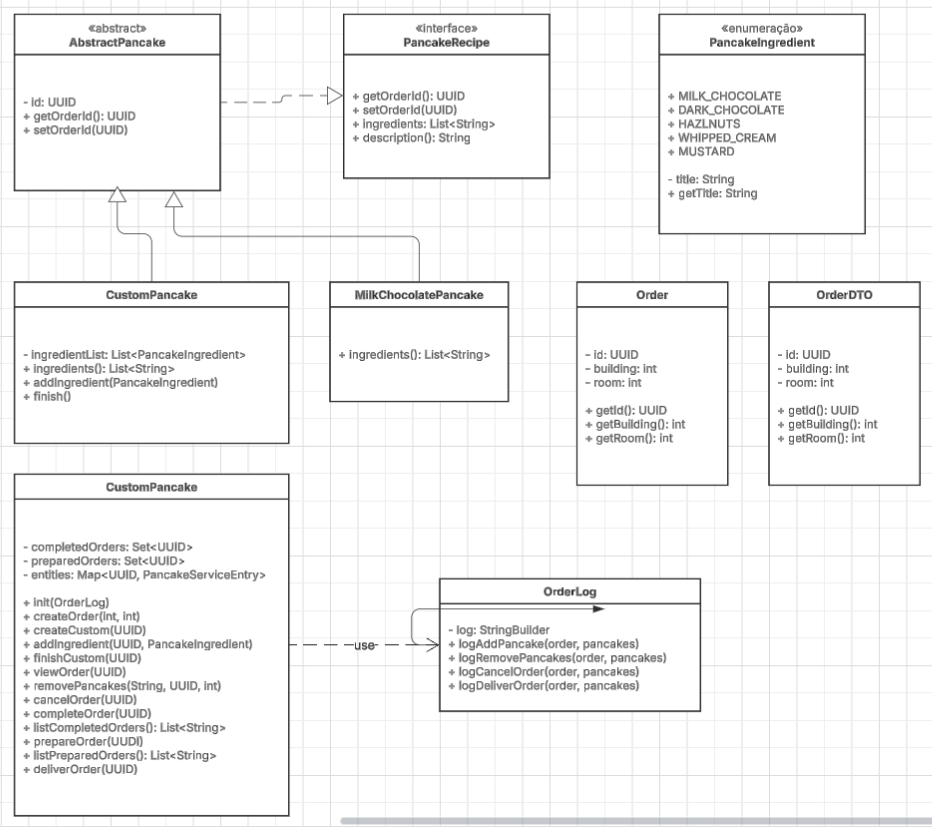 «abstract»
AbstractPancake
- id: UUID
+ getOrderId(): UUID
+ setOrderId(UUID)
«interface»
PancakeRecipe
+ getOrderId(): UUID
+ setOrderId(UUID)
+ ingredients: List<String>
+ description(): String
«enumeração»
PancakeIngredient
+ MILK_CHOCOLATE
+ DARK_CHOCOLATE
+ HAZLNUTS
+ WHIPPED_CREAM
+ MUSTARD
- title: String
+ getTitle: String
CustomPancake
- ingredientList: List<PancakeIngredient>
+ ingredients(): List<String>
+ addIngredient(PancakeIngredient)
+ finish()
MilkChocolatePancake
+ ingredients(): List<String>
Order
- id: UUID
- building: int
- room: int
+ getId(): UUID
+ getBuilding(): int
+ getRoom(): int
OrderDTO
- id: UUID
- building: int
- room: int
+ getId(): UUID
+ getBuilding(): int
+ getRoom(): int
CustomPancake
- completedOrders: Set<UUID>
- preparedOrders: Set<UUID>
- entities: Map<UUID, PancakeServiceEntry>
+ init(OrderLog)
+ createOrder(int, int)
+ createCustom(UUID)
+ addIngredient(UUID, PancakeIngredient)
+ finishCustom(UUID)
+ viewOrder(UUID)
+ removePancakes(String, UUID, int)
+ cancelOrder(UUID)
+ completeOrder(UUID)
+ listCompletedOrders(): List<String>
+ prepareOrder(UUDI)
+ listPreparedOrders(): List<String>
+ deliverOrder(UUID)
use
OrderLog
- log: StringBuilder
+ logAddPancake(order, pancakes)
+ logRemovePancakes(order, pancakes)
+ logCancelOrder(order, pancakes)
+ logDeliverOrder(order, pancakes)